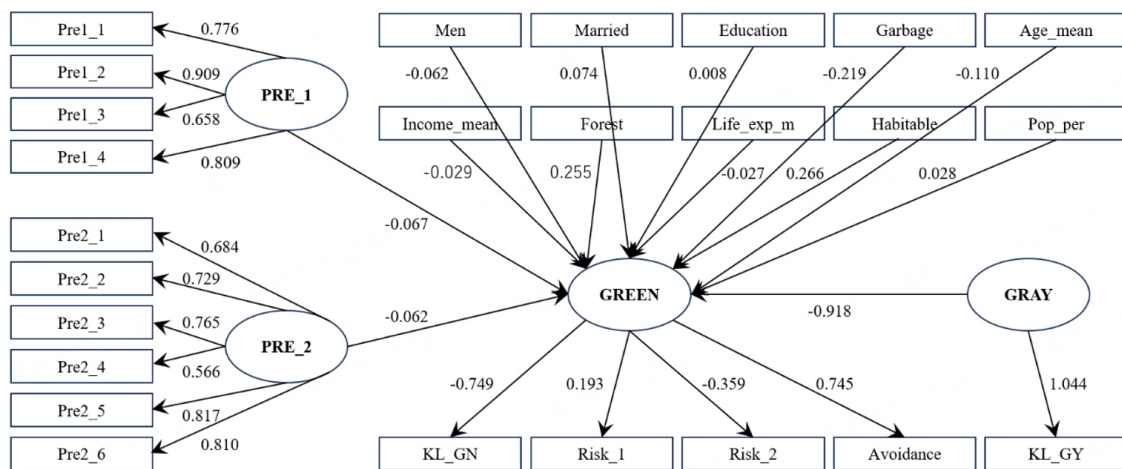 Pre1_1
Pre1_2
Pre1_3
Pre1_4
PRE_1
0.776
0.909
0.658
0.809
Men
Married
Education
Garbage
Age_mean
-0.062
0.074
0.008
-0.219
-0.110
Income_mean
Forest
Life_exp_m
Habitable
Pop_per
-0.029
0.255
-0.027
0.266
0.028
-0.067
Pre2_1
Pre2_2
Pre2_3
Pre2_4
Pre2_5
Pre2_6
PRE_2
0.684
0.729
0.765
0.566
0.817
0.810
-0.062
GREEN
GRAY
-0.918
-0.749
0.193
-0.359
0.745
1.044
KL_GN
Risk_1
Risk_2
Avoidance
KL_GY